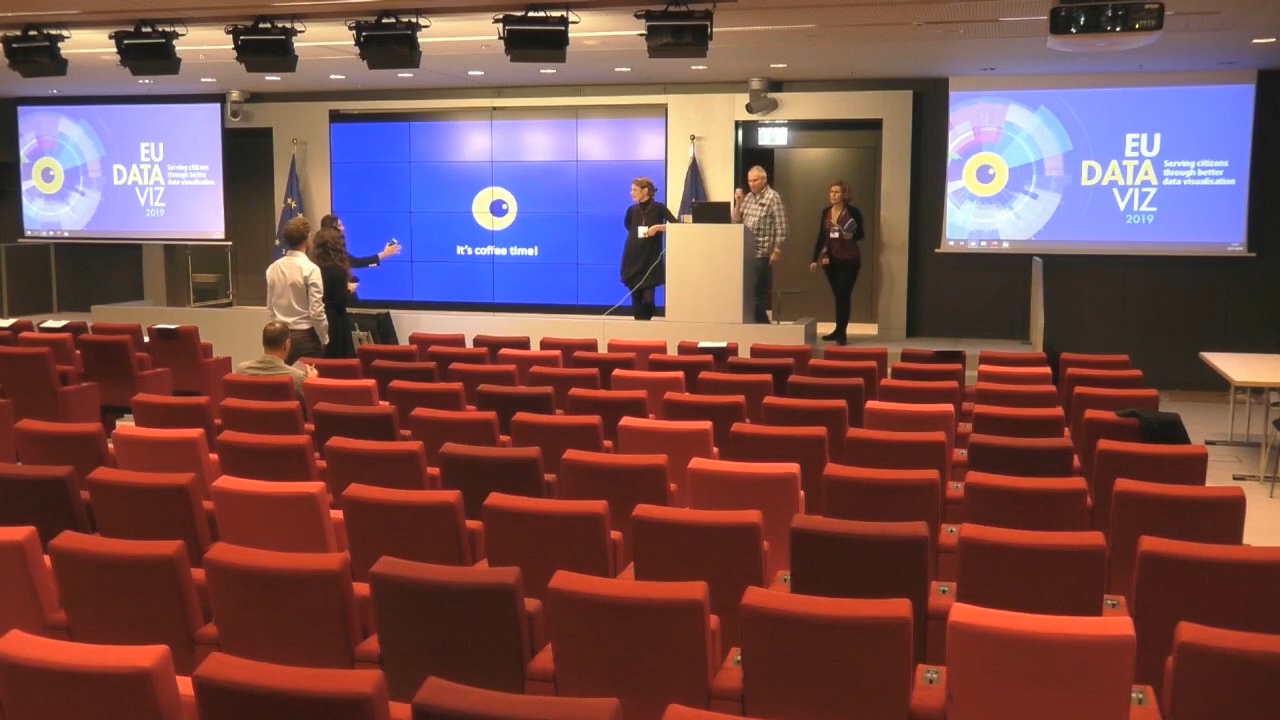 EU
DATA
VIZ
2019
Serving citizens
through better
data visualisation
It's coffee time!
EU
DATA
VIZ
2019
Serving citizens
through better
data visualisation